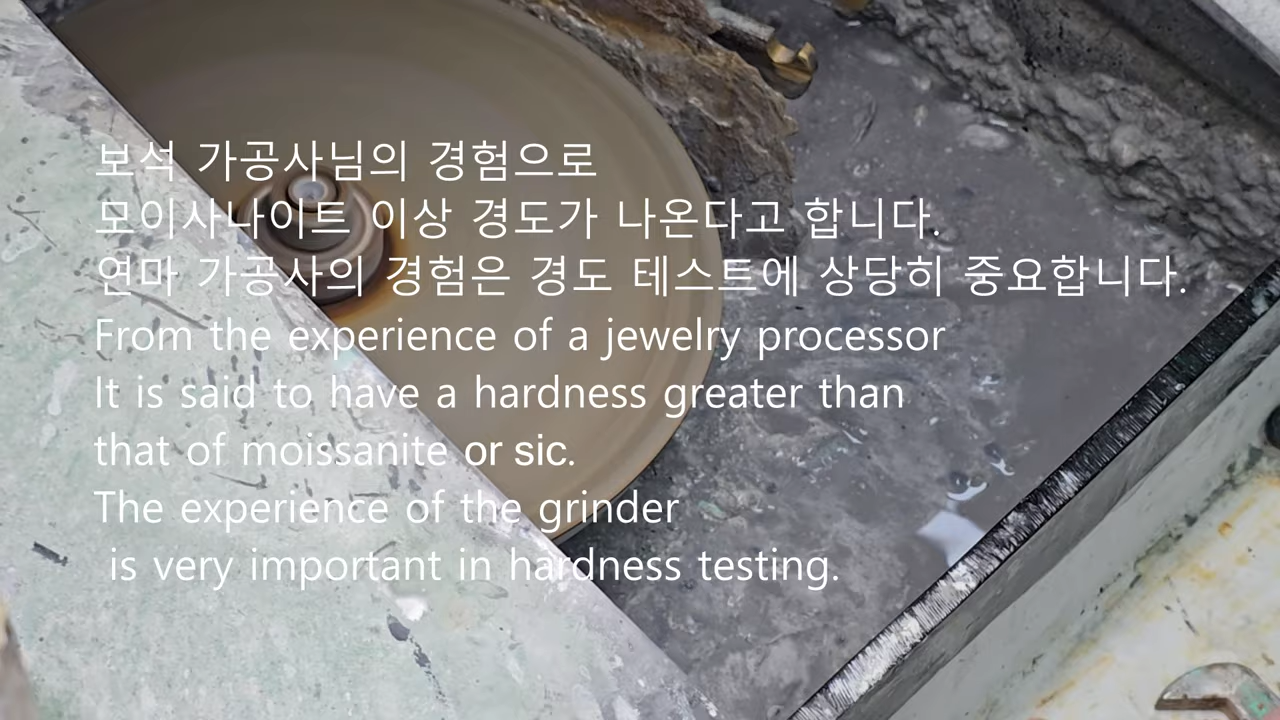 보석 가공사님의 경험으로
모이사나이트 이상 경도가 나온다고 합니다.
연마 가공사의 경험은 경도 테스트에 상당히 중요합니다.
From the experience of a jewelry processor
It is said to have a hardness greater than
that of moissanite or sic.
The experience of the grinder
is very important in hardness testing.